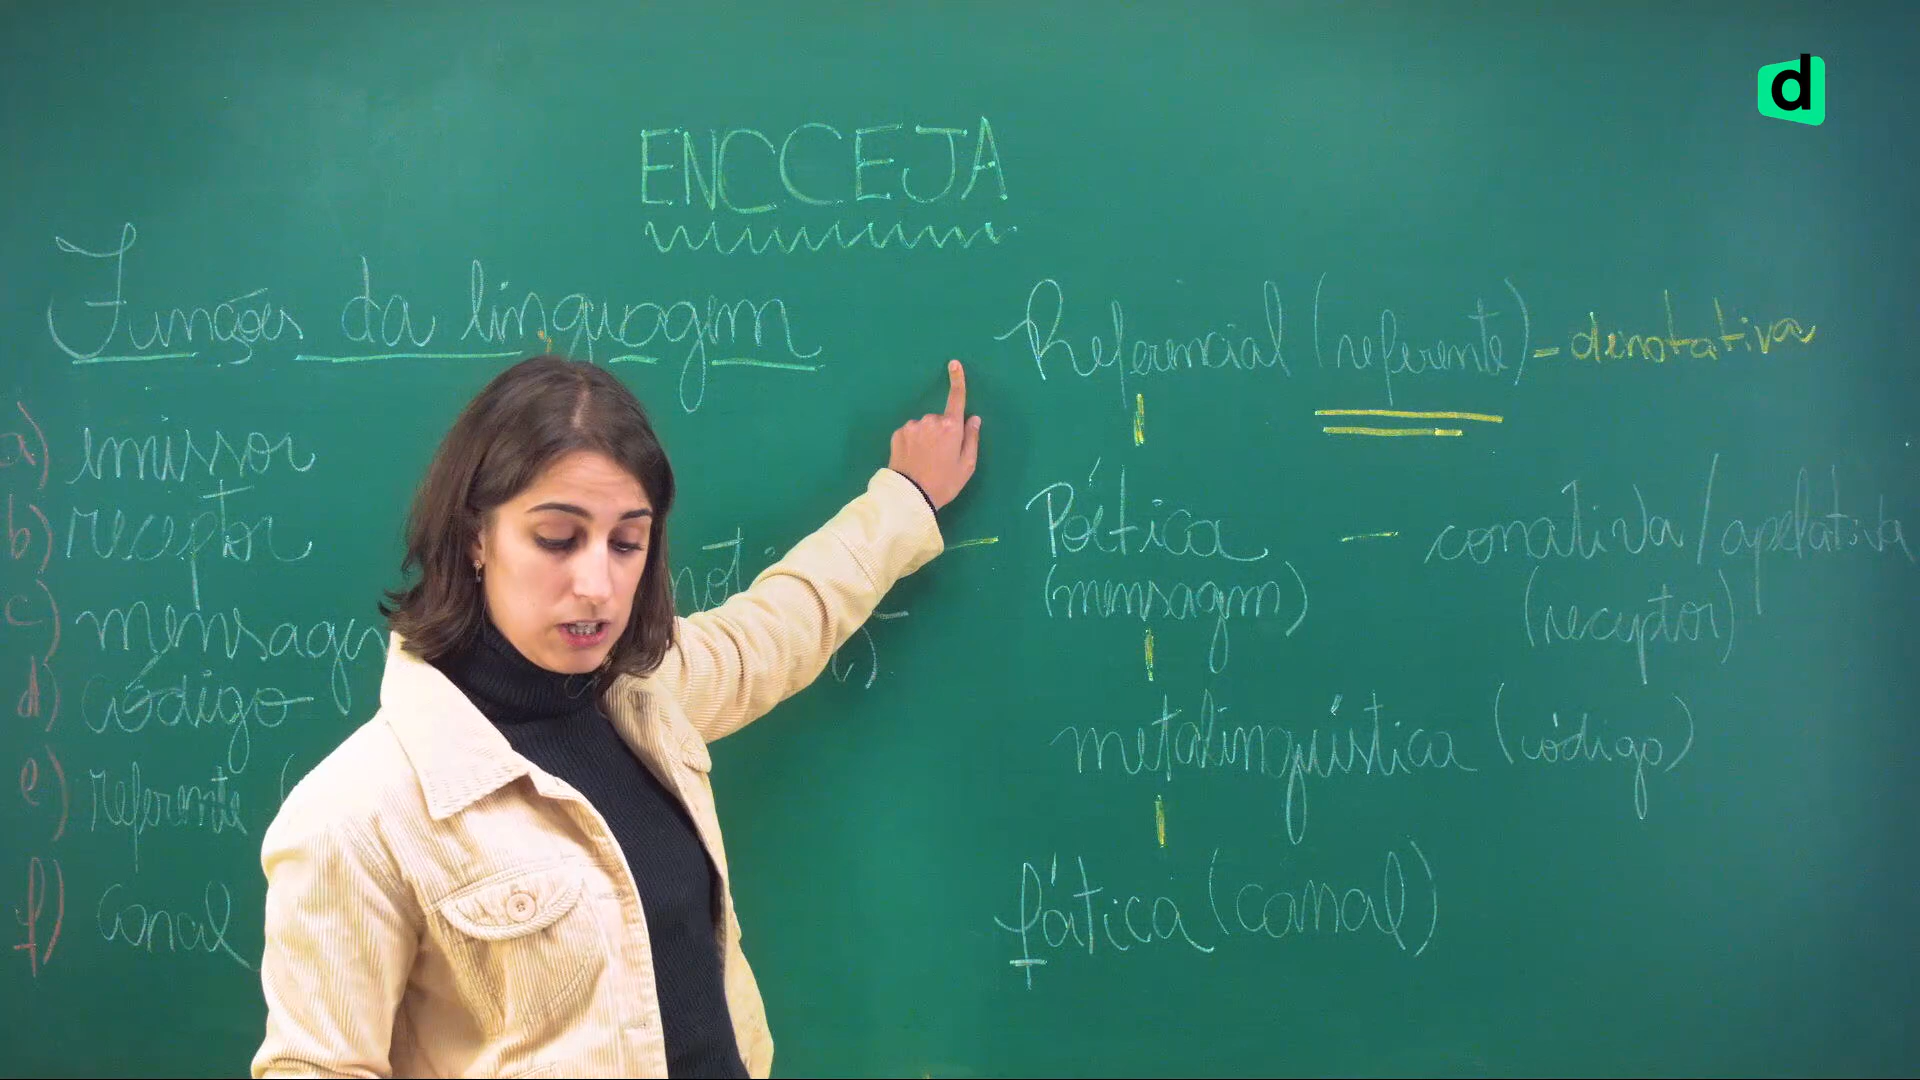 d
ENCCEJA
Funções da linguagem
a) emissor
b) receptor
c) mensagem
d) código
e) referente (
f) canal
Referencial (referente) - denotativa
Poética - conativa/apelativa
(mensagem) (receptor)
metalinguística (código)
fática (canal)